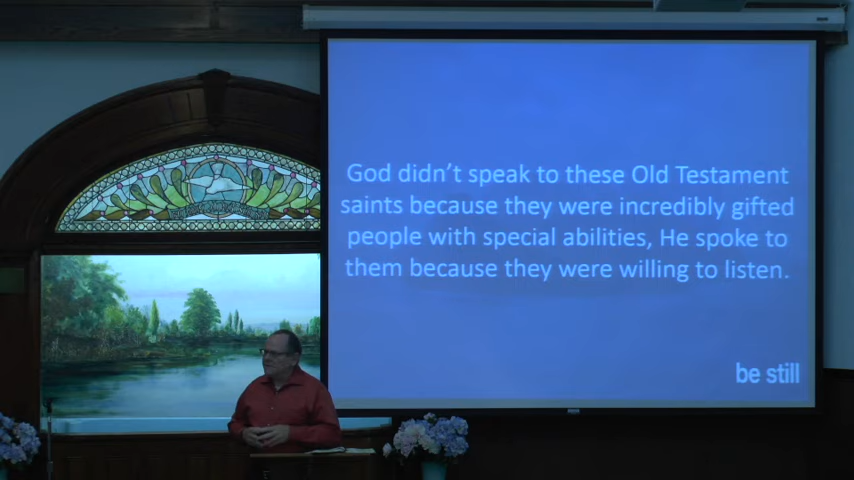 God didn't speak to these Old Testament
saints because they were incredibly gifted
people with special abilities, He spoke to
them because they were willing to listen.
be still